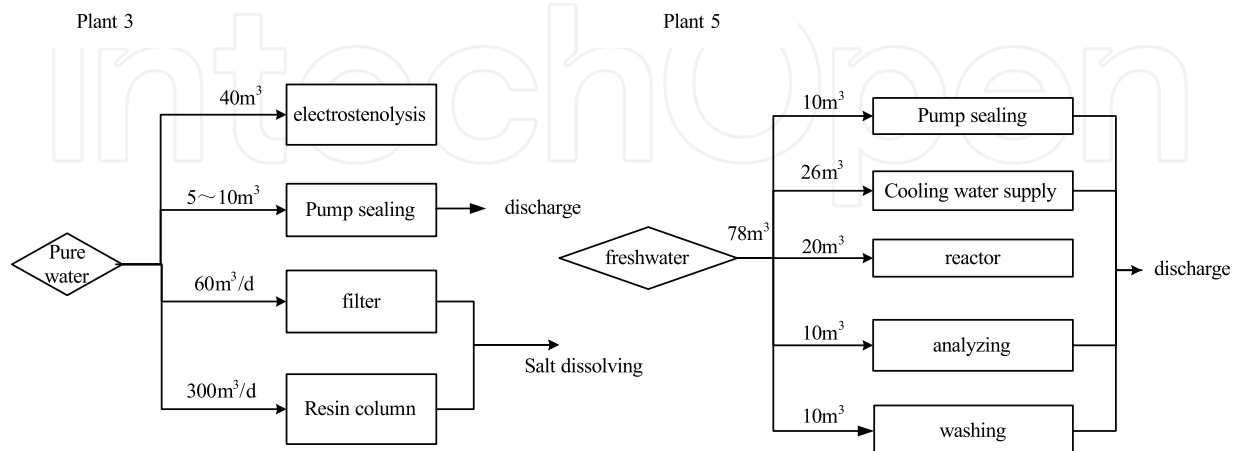 Plant 3
40m³
electrostenolysis
5～10m³
Pump sealing
discharge
Pure
water
60m³/d
filter
Salt dissolving
300m³/d
Resin column
Plant 5
10m³
Pump sealing
26m³
Cooling water supply
78m³
freshwater
20m³
reactor
discharge
10m³
analyzing
10m³
washing
IntechOpen